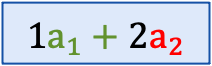 1a₁ + 2a₂